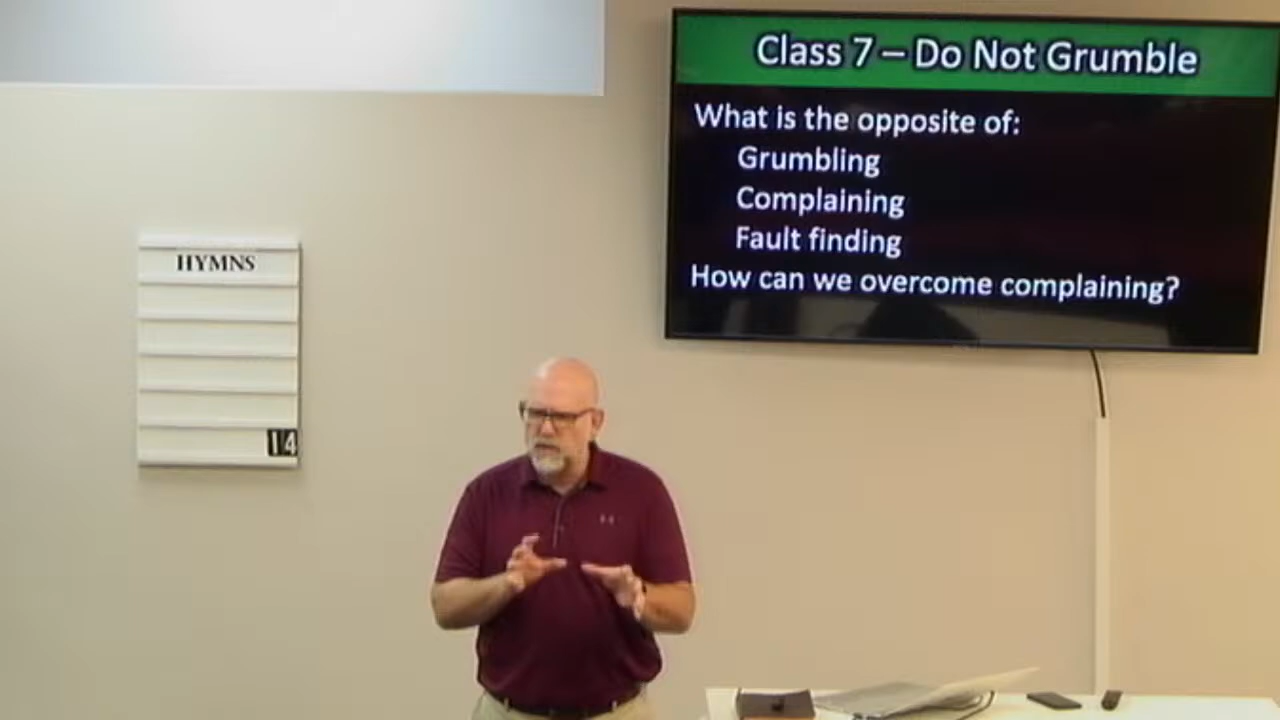 Class 7 – Do Not Grumble
What is the opposite of:
Grumbling
Complaining
Fault finding
How can we overcome complaining?
HYMNS
14